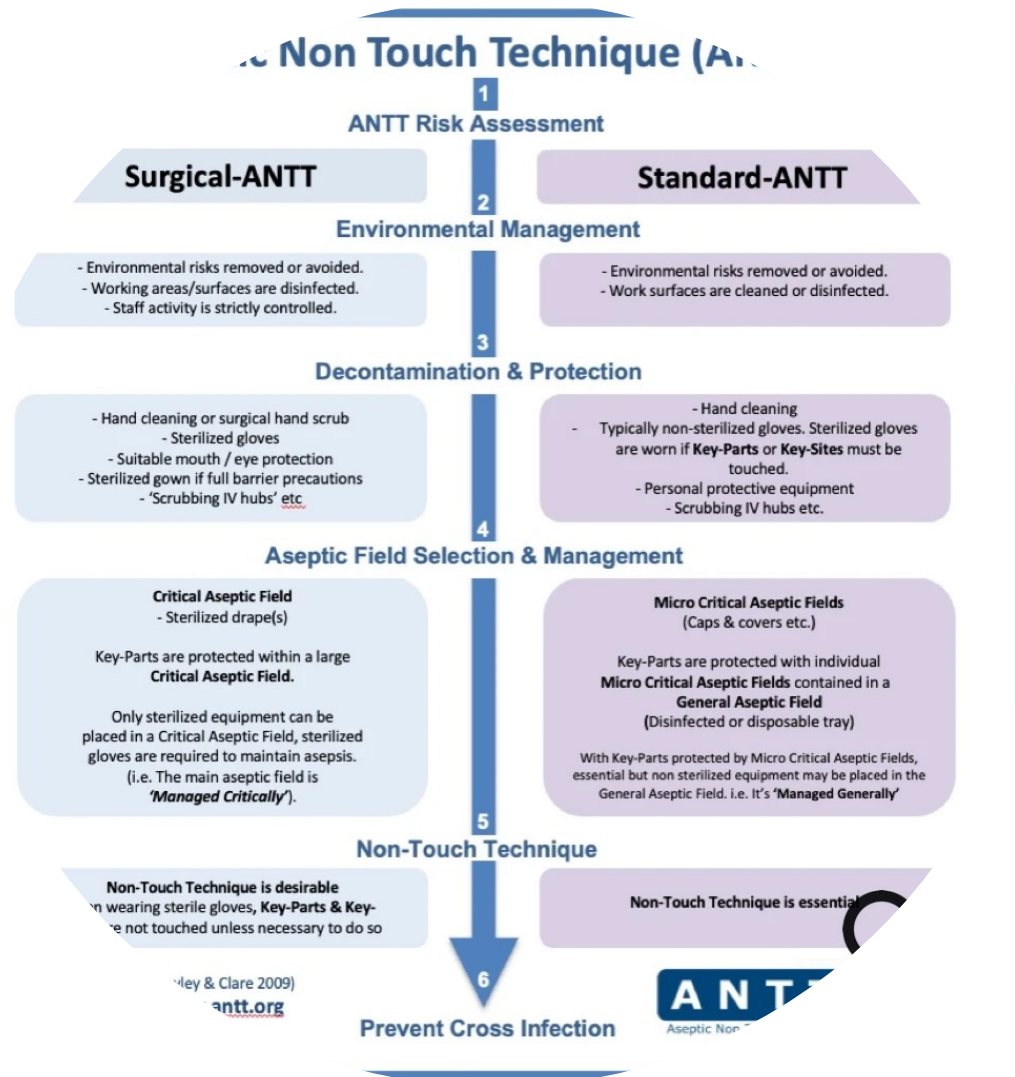 Non Touch Technique
1
ANTT Risk Assessment
Surgical-ANTT
Standard-ANTT
2
Environmental Management
- Environmental risks removed or avoided.
- Working areas/surfaces are disinfected.
- Staff activity is strictly controlled.
- Environmental risks removed or avoided.
- Work surfaces are cleaned or disinfected.
3
Decontamination & Protection
- Hand cleaning or surgical hand scrub
- Sterilized gloves
- Suitable mouth / eye protection
- Sterilized gown if full barrier precautions
- ‘Scrubbing IV hubs’ etc
- Hand cleaning
- Typically non-sterilized gloves. Sterilized gloves
are worn if Key-Parts or Key-Sites must be
touched.
- Personal protective equipment
- Scrubbing IV hubs etc.
4
Aseptic Field Selection & Management
Critical Aseptic Field
- Sterilized drape(s)
Key-Parts are protected within a large
Critical Aseptic Field.
Only sterilized equipment can be
placed in a Critical Aseptic Field, sterilized
gloves are required to maintain asepsis.
(i.e. The main aseptic field is
‘Managed Critically’).
Micro Critical Aseptic Fields
(Caps & covers etc.)
Key-Parts are protected with individual
Micro Critical Aseptic Fields contained in a
General Aseptic Field
(Disinfected or disposable tray)
With Key-Parts protected by Micro Critical Aseptic Fields,
essential but non sterilized equipment may be placed in the
General Aseptic Field. i.e. It’s ‘Managed Generally’
5
Non-Touch Technique
Non-Touch Technique is desirable
wearing sterile gloves, Key-Parts & Key-
not touched unless necessary to do so
Non-Touch Technique is essential
6
& Clare 2009)
antt.org
Prevent Cross Infection
ANT
Aseptic Non